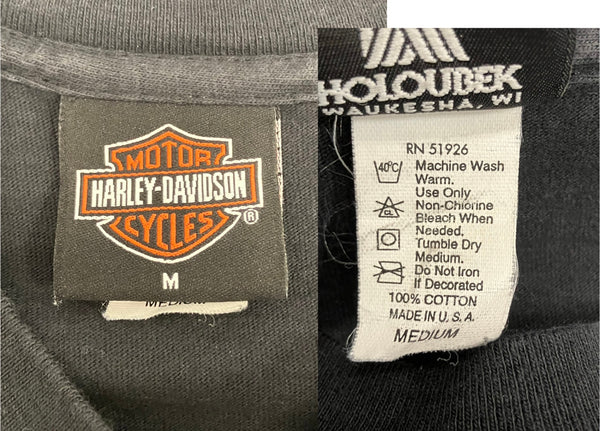 MOTOR
HARLEY-DAVIDSON
CYCLES
®
M
MEDIUM
HOLOUBEK
WAUKESHA, WI
RN 51926
40°C Machine Wash
Warm.
Use Only
CL Non-Chlorine
Bleach When
Needed.
Tumble Dry
Medium.
Do Not Iron
If Decorated
100% COTTON
MADE IN U. S. A.
MEDIUM